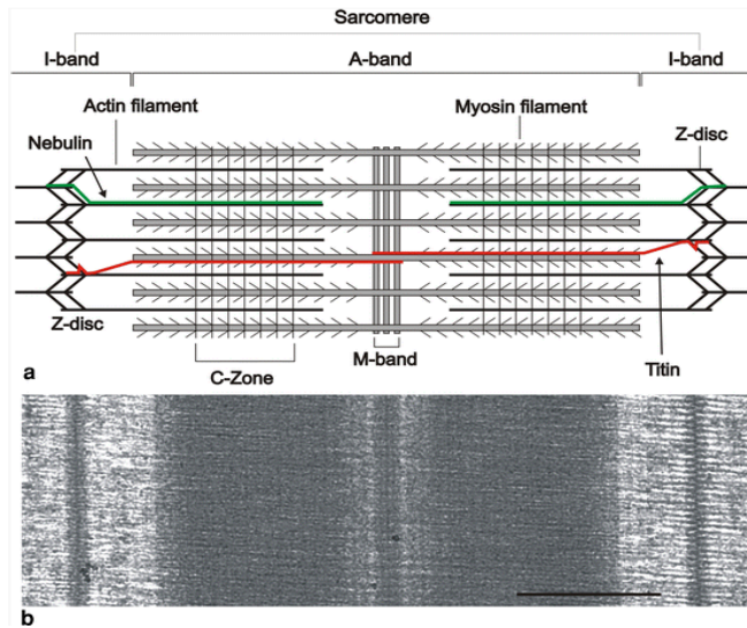 Sarcomere
I-band A-band I-band
Actin filament Myosin filament
Z-disc
Nebulin
Z-disc
M-band
Titin
C-Zone
a
b